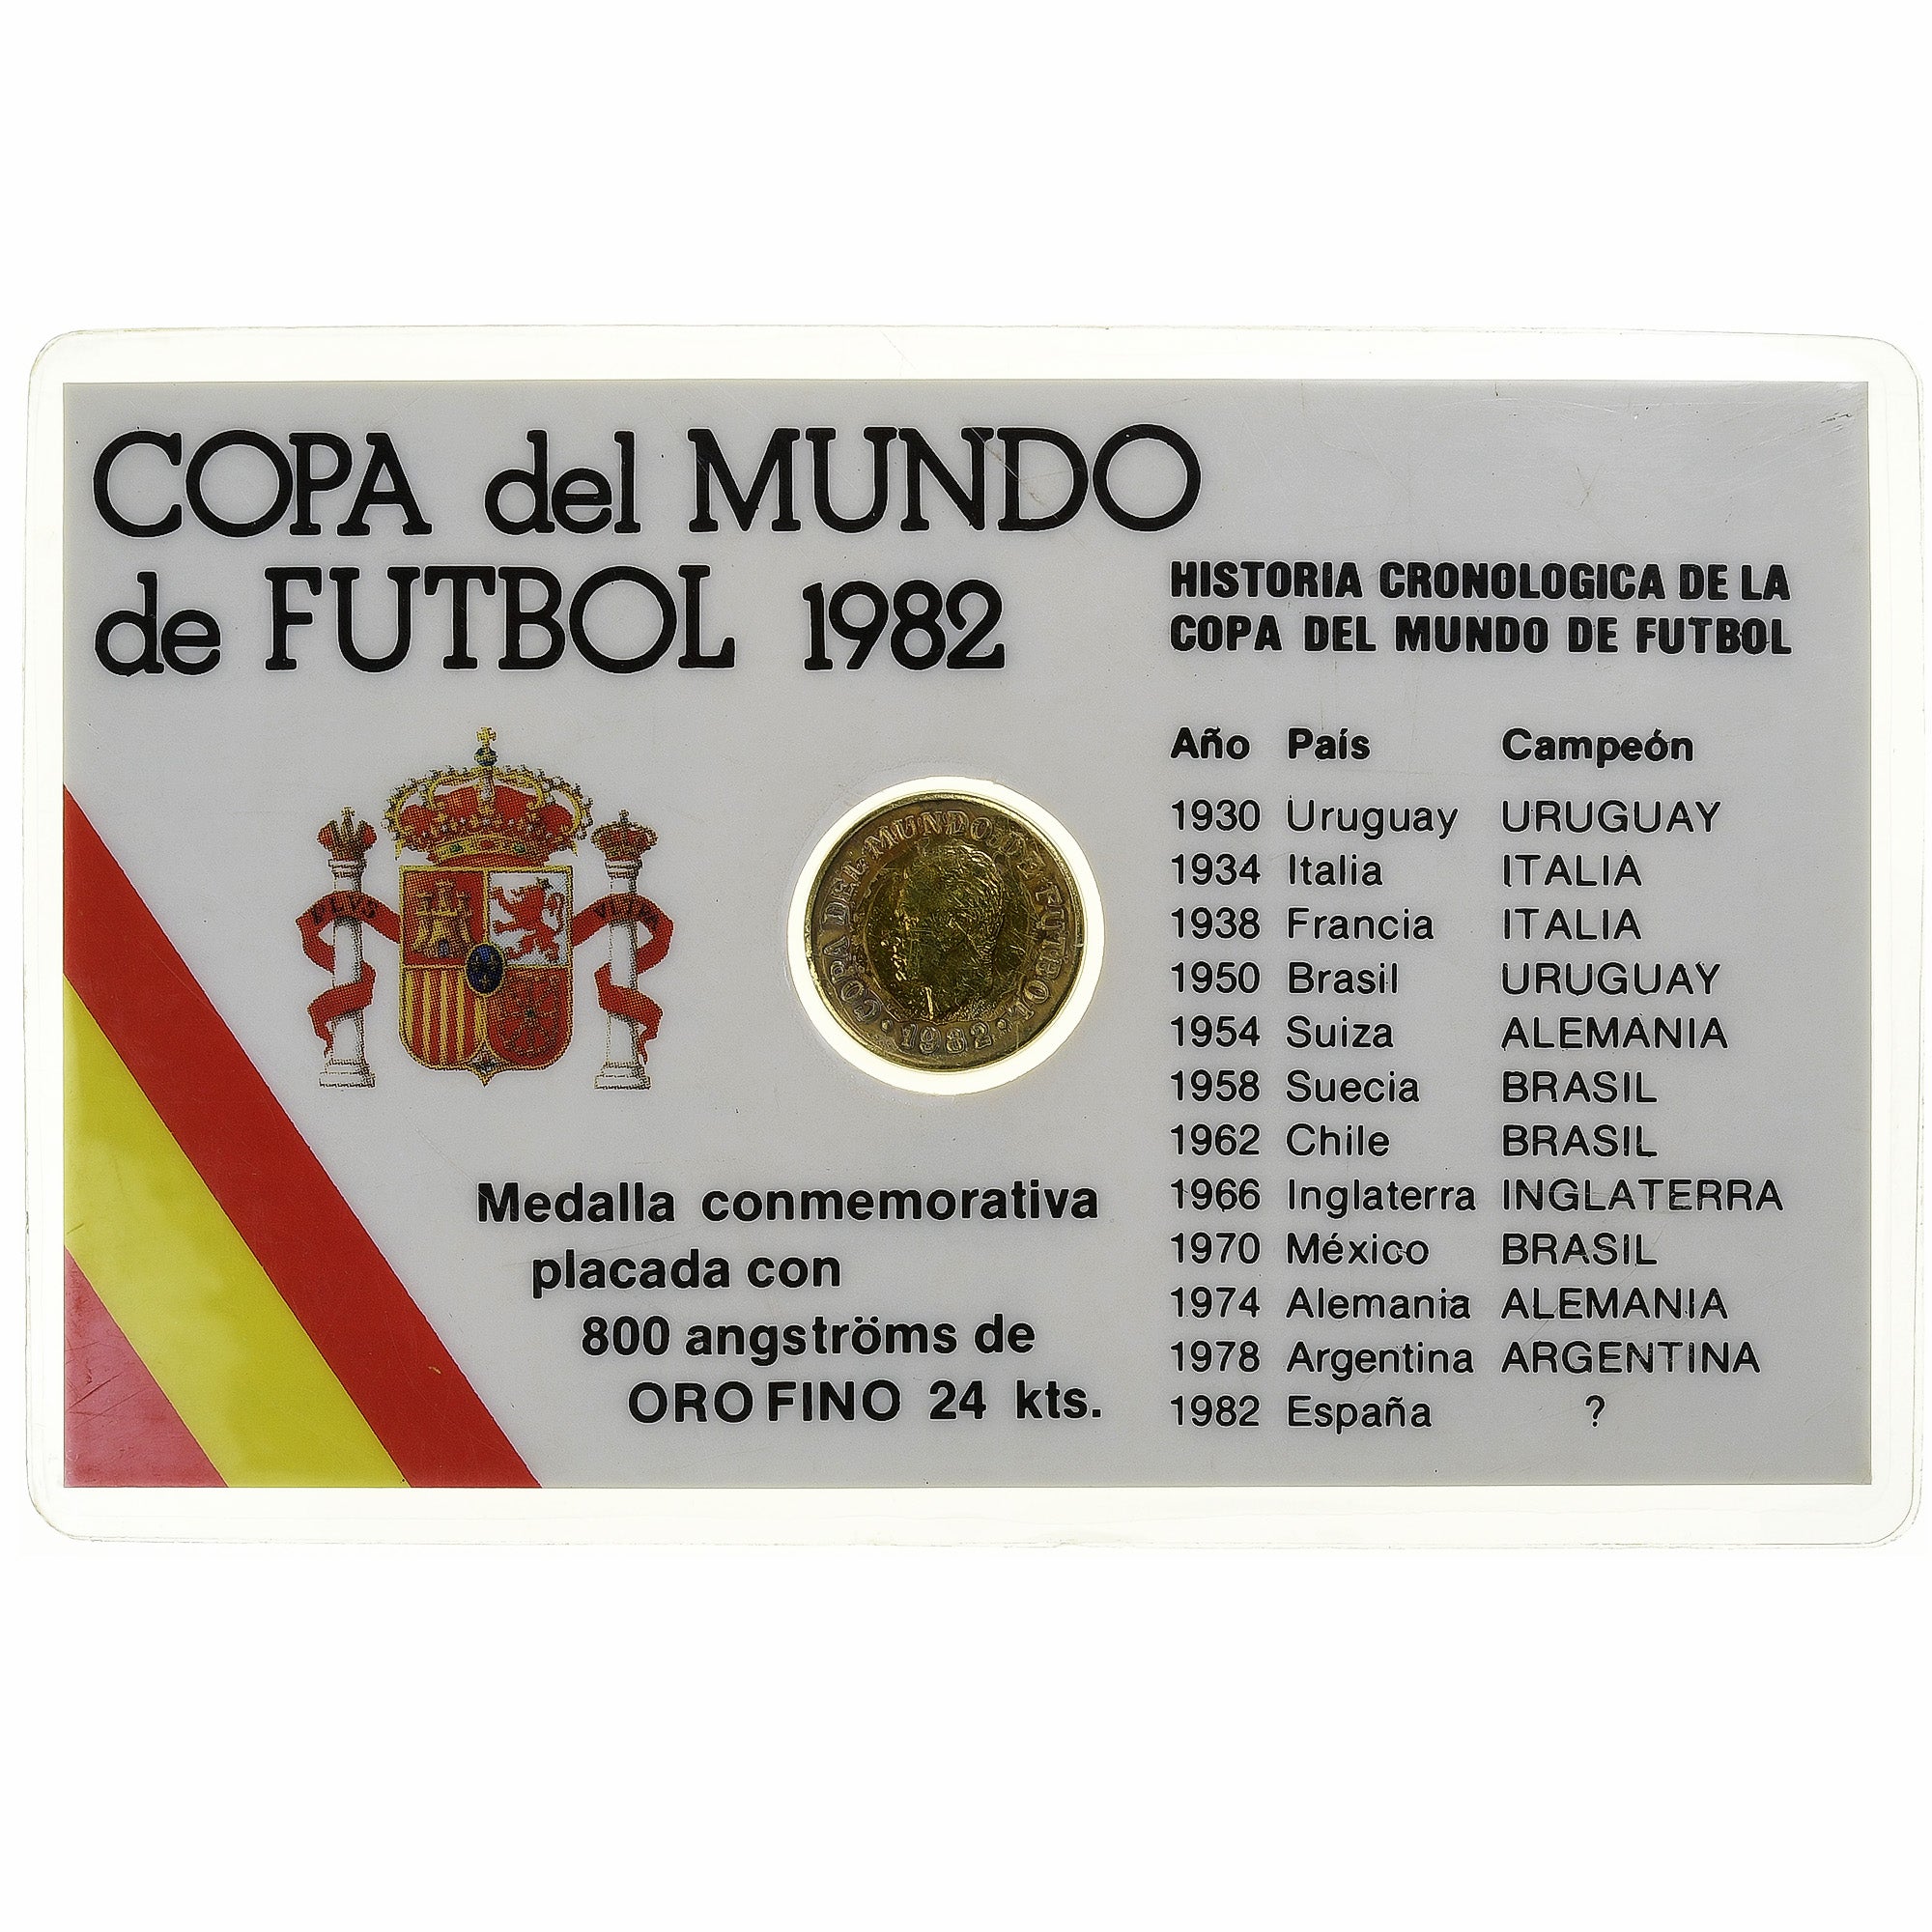 COPA del MUNDO
de FUTBOL 1982
HISTORIA CRONOLOGICA DE LA
COPA DEL MUNDO DE FUTBOL
Año País Campeón
1930 Uruguay URUGUAY
1934 Italia ITALIA
1938 Francia ITALIA
1950 Brasil URUGUAY
1954 Suiza ALEMANIA
1958 Suecia BRASIL
1962 Chile BRASIL
1966 Inglaterra INGLATERRA
1970 México BRASIL
1974 Alemania ALEMANIA
1978 Argentina ARGENTINA
1982 España ?
COPA DEL MUNDO DE FUTBOL
• 1982 •
Medalla conmemorativa
placada con
800 angströms de
ORO FINO 24 kts.